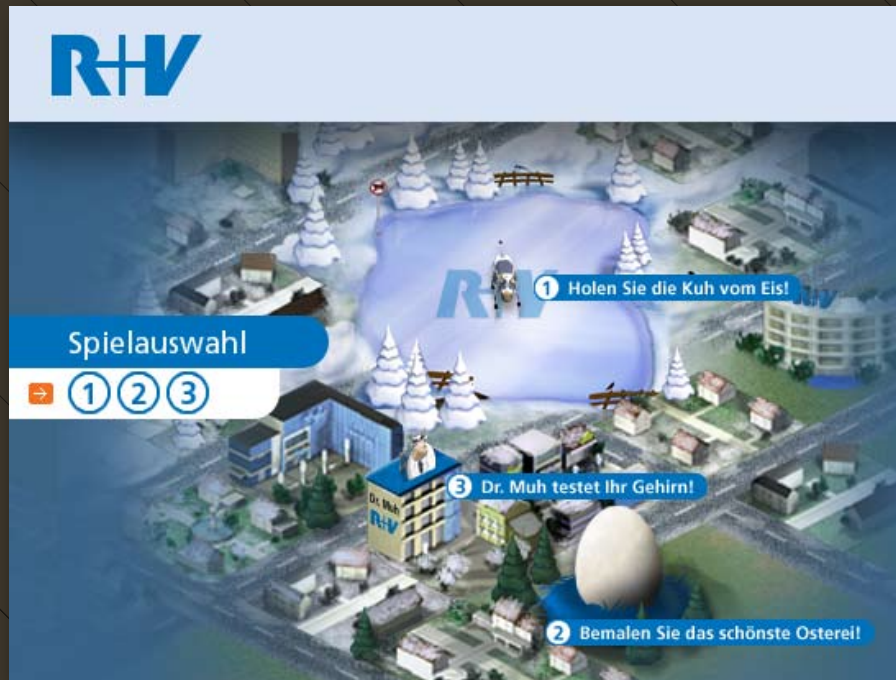 R+V
R+V
1 Holen Sie die Kuh vom Eis!
R+V
Spielauswahl
1 2 3
3 Dr. Muh testet Ihr Gehirn!
Dr. Muh
R+V
2 Bemalen Sie das schönste Osterei!